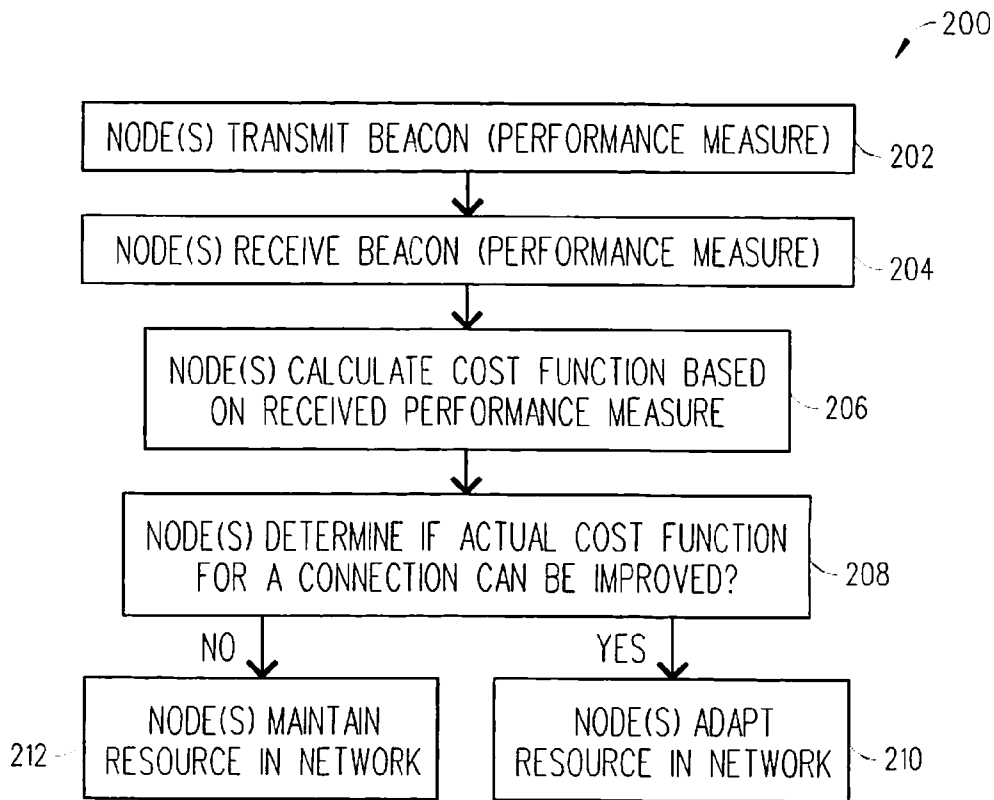 200
NODE(S) TRANSMIT BEACON (PERFORMANCE MEASURE)
202
NODE(S) RECEIVE BEACON (PERFORMANCE MEASURE)
204
NODE(S) CALCULATE COST FUNCTION BASED
ON RECEIVED PERFORMANCE MEASURE
206
NODE(S) DETERMINE IF ACTUAL COST FUNCTION
FOR A CONNECTION CAN BE IMPROVED?
208
NO
YES
NODE(S) MAINTAIN
RESOURCE IN NETWORK
212
NODE(S) ADAPT
RESOURCE IN NETWORK
210